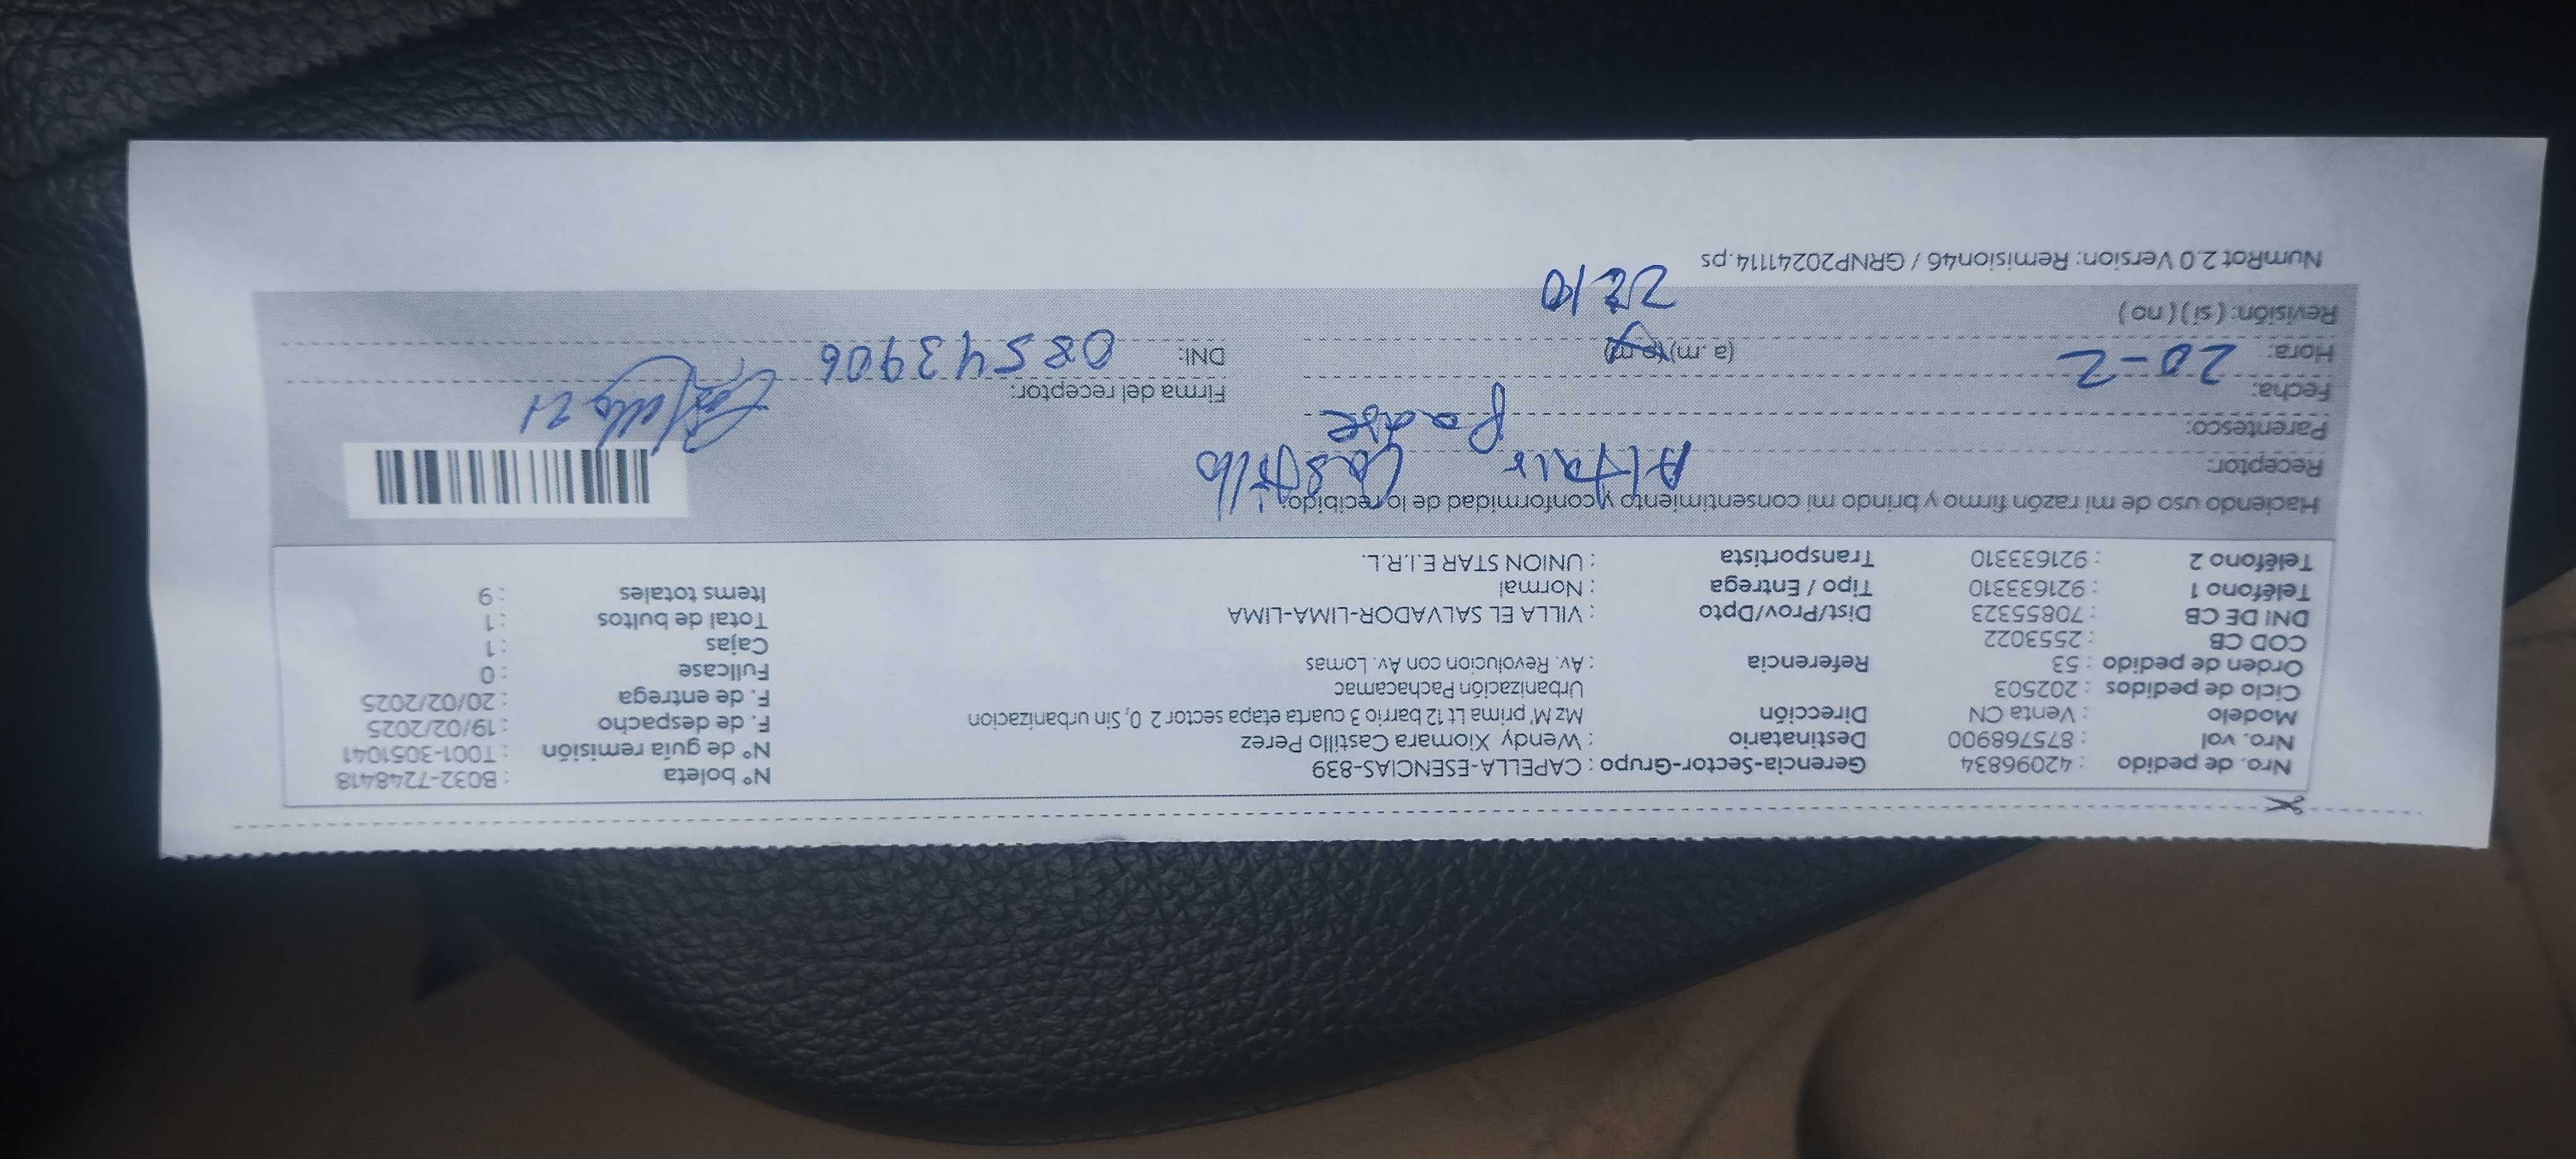 Nro. de pedido : 42096834 Gerencia-Sector-Grupo : CAPELLA-ESENCIAS-839 N° boleta : B032-7248418
Nro. vol : 875768900 Destinatario : Wendy Xiomara Castillo Perez N° de guía remisión : T001-3051041
Modelo : Venta CN Dirección Mz M' prima Lt 12 barrio 3 cuarta etapa sector 2 0, Sin urbanizacion F. de despacho : 19/02/2025
Ciclo de pedidos : 202503 Urbanización Pachacamac F. de entrega : 20/02/2025
Orden de pedido : 53 Referencia : Av. Revolucion con Av. Lomas Fullcase : 0
COD CB : 2553022 Cajas : 1
DNI DE CB : 70855323 Dist/Prov/Dpto : VILLA EL SALVADOR-LIMA-LIMA Total de bultos : 1
Teléfono 1 : 921633310 Tipo / Entrega : Normal Items totales : 9
Teléfono 2 : 921633310 Transportista : UNION STAR E.I.R.L.
Haciendo uso de mi razón firmo y brindo mi consentimiento y conformidad de lo recibido:
Receptor: Altair Castillo
Parentesco: padre
Fecha: 20-2 Firma del receptor:
Hora: (a.m)(p.m) DNI: 08543906
Revisión: ( si ) ( no ) 2210
NumRot 2.0 Version: Remision46 / GRNP20241114.ps